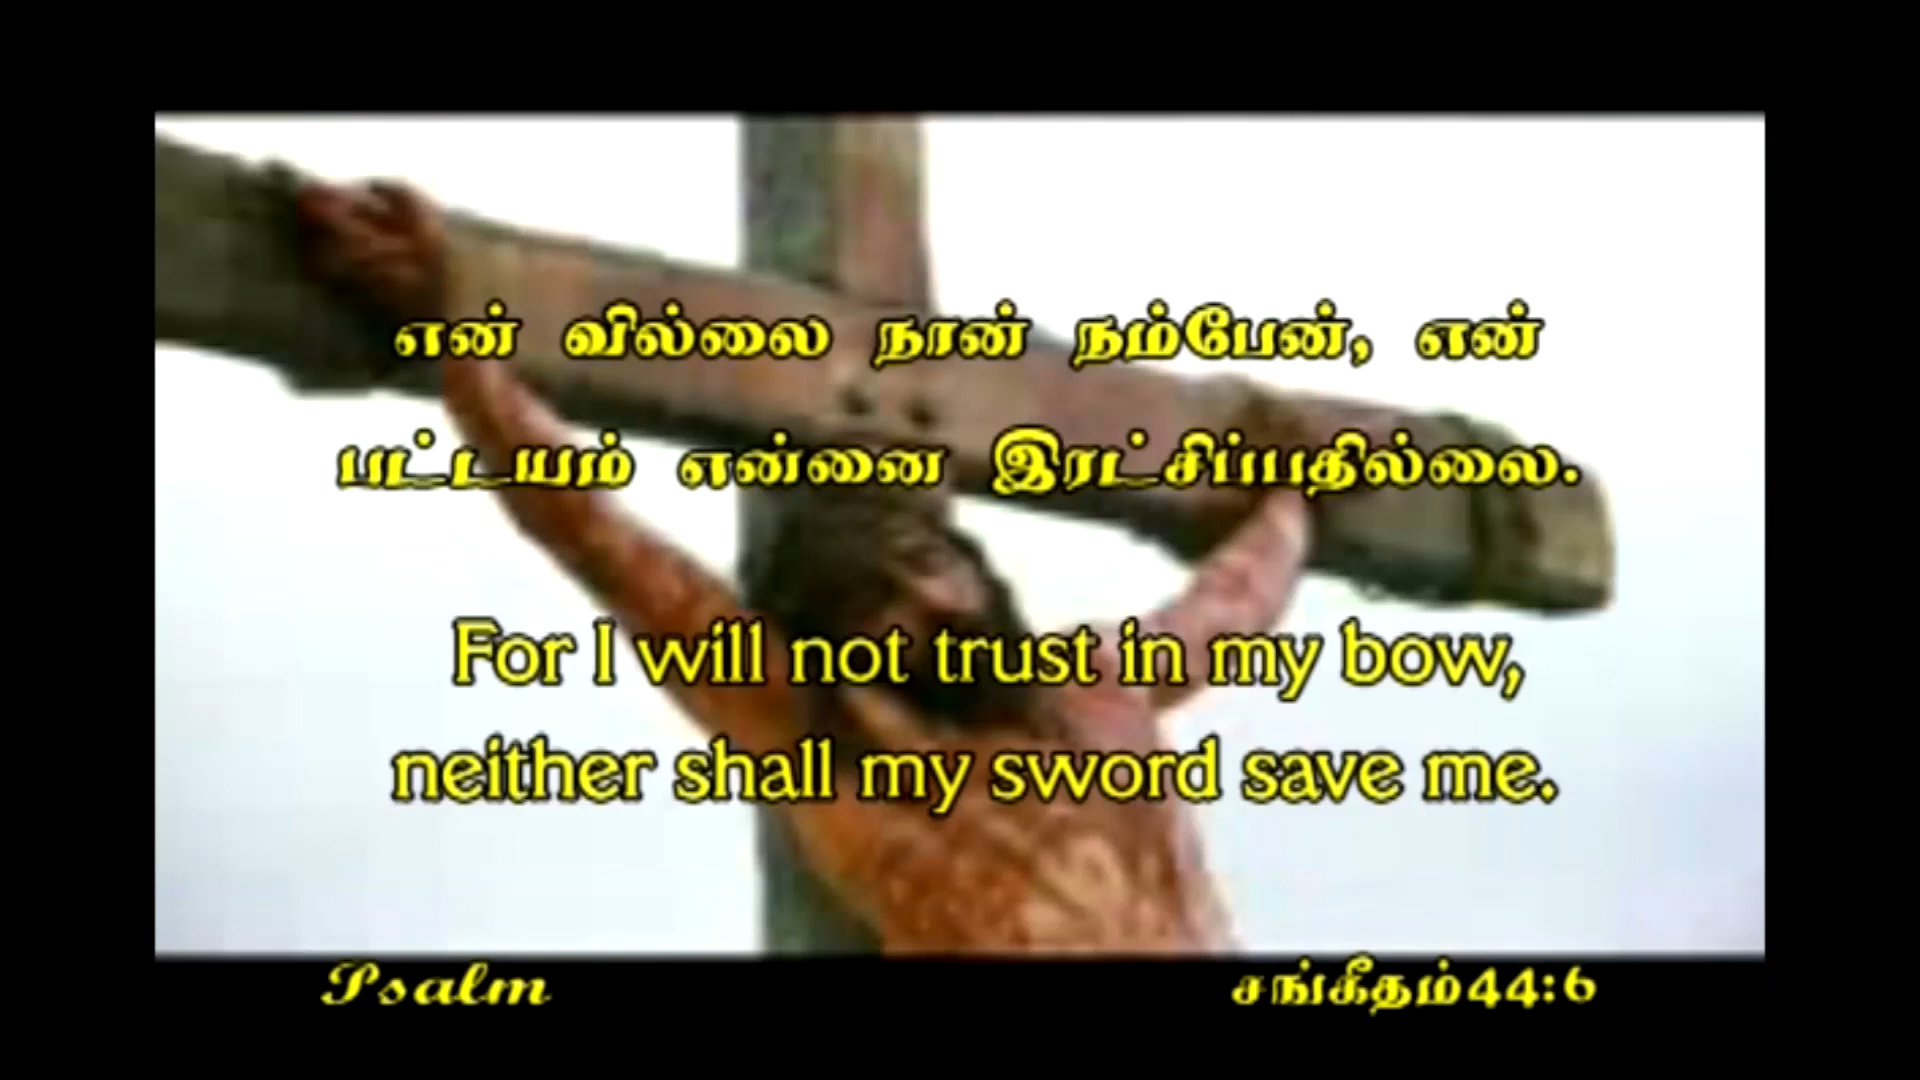 என் வில்லை நான் நம்பேன், என்
பட்டயம் என்னை இரட்சிப்பதில்லை.
For I will not trust in my bow,
neither shall my sword save me.
Psalm சங்கீதம்44:6